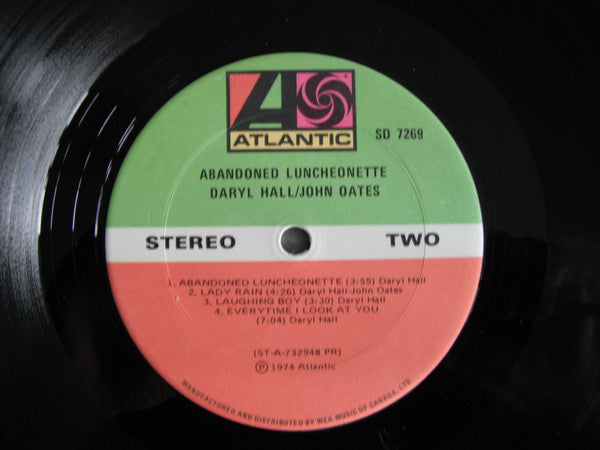 ATLANTIC
SD 7269
ABANDONED LUNCHEONETTE
DARYL HALL/JOHN OATES
STEREO TWO
1. ABANDONED LUNCHEONETTE (3:55) Daryl Hall
2. LADY RAIN (4:26) Daryl Hall-John Oates
3. LAUGHING BOY (3:30) Daryl Hall
4. EVERYTIME I LOOK AT YOU
(7:04) Daryl Hall
(ST-A-732948 PR)
℗ 1974 Atlantic
MANUFACTURED AND DISTRIBUTED BY WEA MUSIC OF CANADA, LTD.